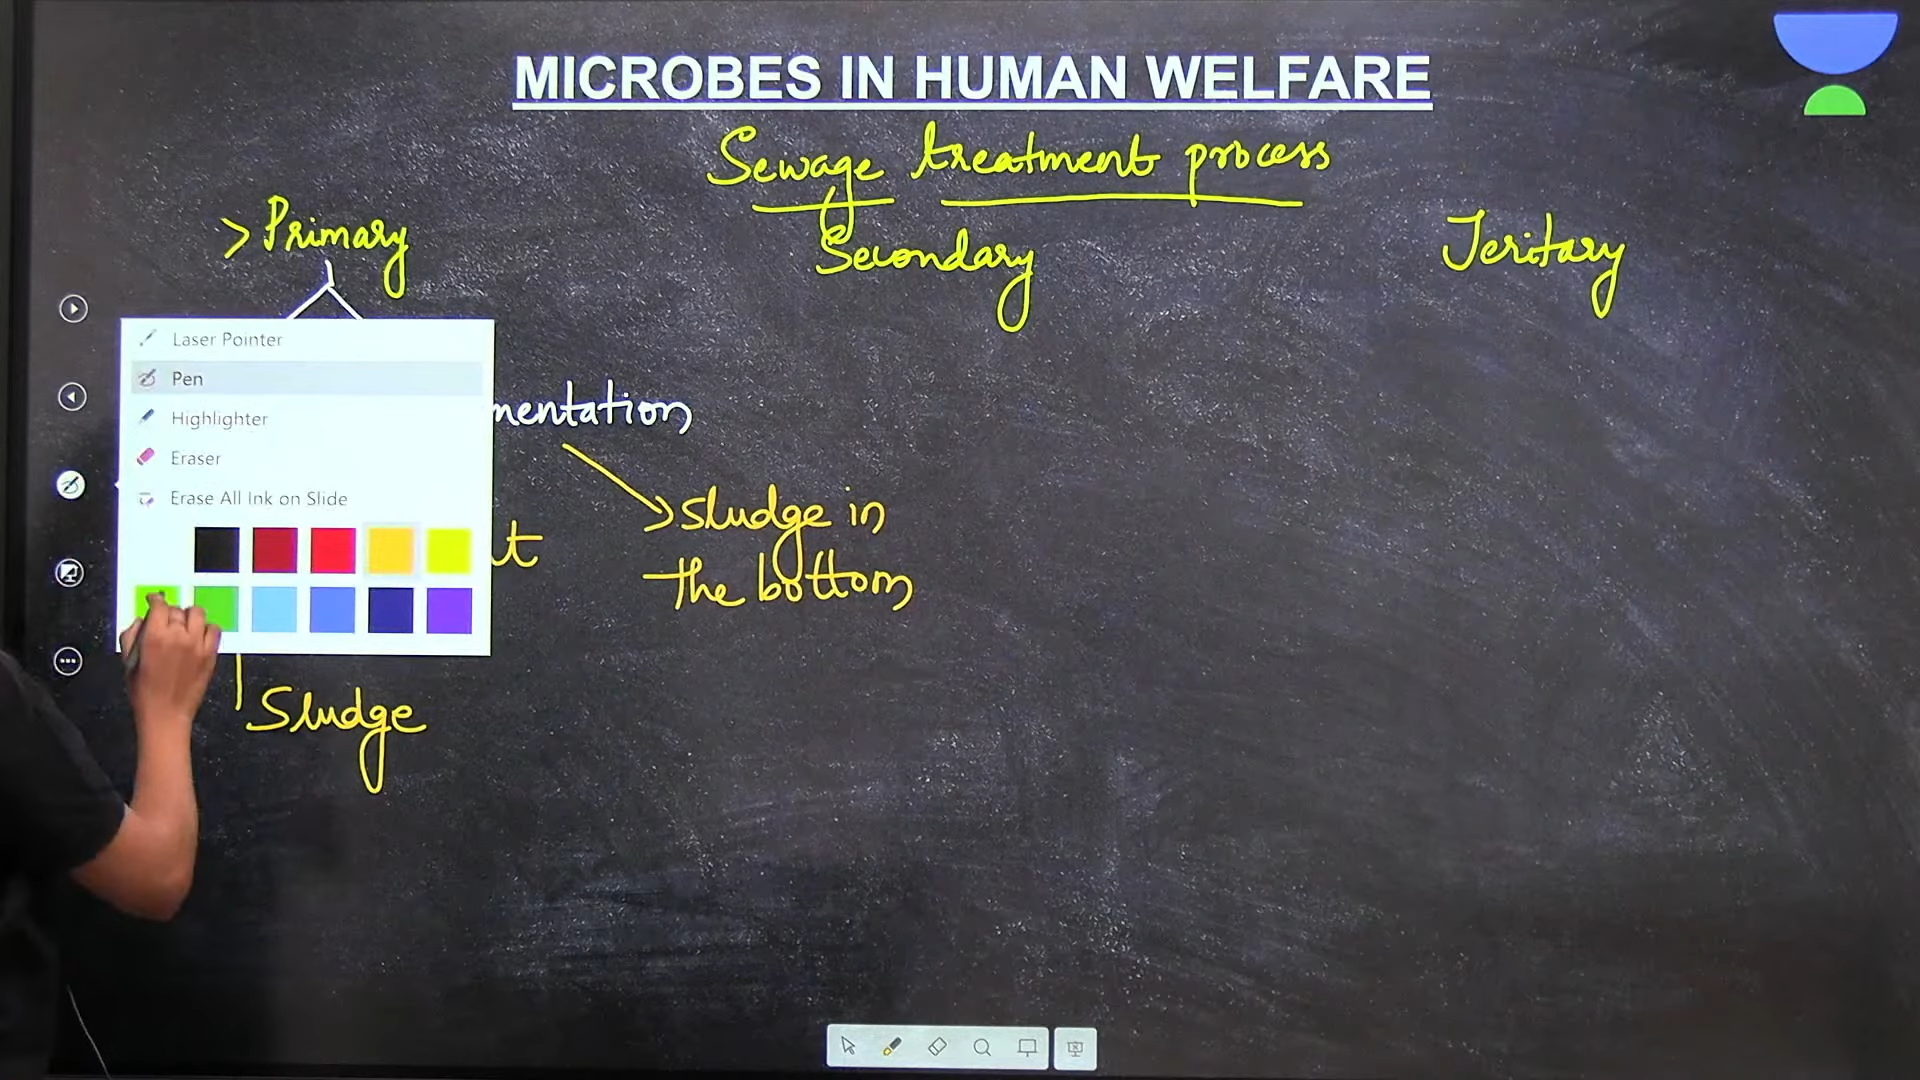 MICROBES IN HUMAN WELFARE
Sewage treatment process
> Primary
Secondary
Teritary
Laser Pointer
Pen
Highlighter
Eraser
Erase All Ink on Slide
mentation
sludge in
the bottom
Sludge